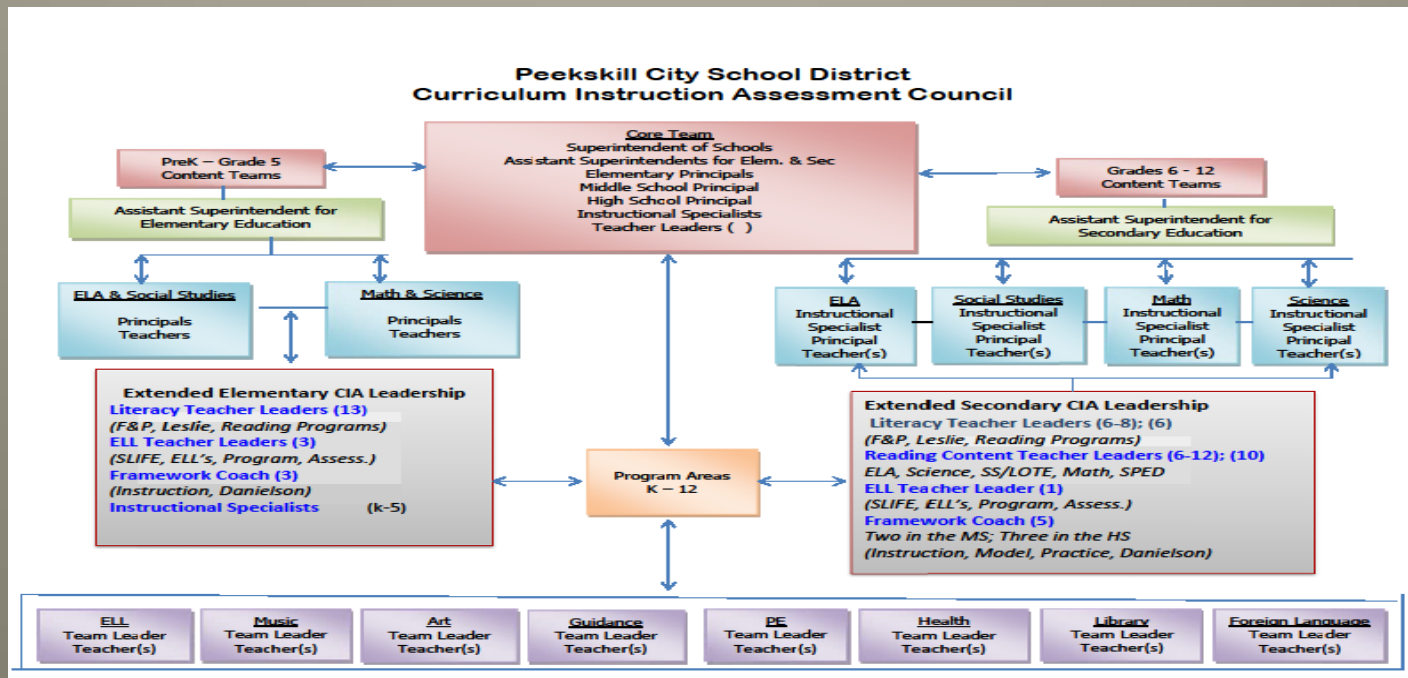 Peekskill City School District
Curriculum Instruction Assessment Council
Core Team
Superintendent of Schools
Assistant Superintendents for Elem. & Sec
Elementary Principals
Middle School Principal
High School Principal
Instructional Specialists
Teacher Leaders ( )
PreK – Grade 5
Content Teams
Grades 6 - 12
Content Teams
Assistant Superintendent for
Elementary Education
Assistant Superintendent for
Secondary Education
ELA & Social Studies
Principals
Teachers
Math & Science
Principals
Teachers
ELA
Instructional
Specialist
Principal
Teacher(s)
Social Studies
Instructional
Specialist
Principal
Teacher(s)
Math
Instructional
Specialist
Principal
Teacher(s)
Science
Instructional
Specialist
Principal
Teacher(s)
Extended Elementary CIA Leadership
Literacy Teacher Leaders (13)
(F&P, Leslie, Reading Programs)
ELL Teacher Leaders (3)
(SLIFE, ELL's, Program, Assess.)
Framework Coach (3)
(Instruction, Danielson)
Instructional Specialists (k-5)
Program Areas
K – 12
Extended Secondary CIA Leadership
Literacy Teacher Leaders (6-8); (6)
(F&P, Leslie, Reading Programs)
Reading Content Teacher Leaders (6-12); (10)
ELA, Science, SS/LOTE, Math, SPED
ELL Teacher Leader (1)
(SLIFE, ELL's, Program, Assess.)
Framework Coach (5)
Two in the MS; Three in the HS
(Instruction, Model, Practice, Danielson)
ELL
Team Leader
Teacher(s)
Music
Team Leader
Teacher(s)
Art
Team Leader
Teacher(s)
Guidance
Team Leader
Teacher(s)
PE
Team Leader
Teacher(s)
Health
Team Leader
Teacher(s)
Library
Team Leader
Teacher(s)
Foreign Language
Team Leader
Teacher(s)